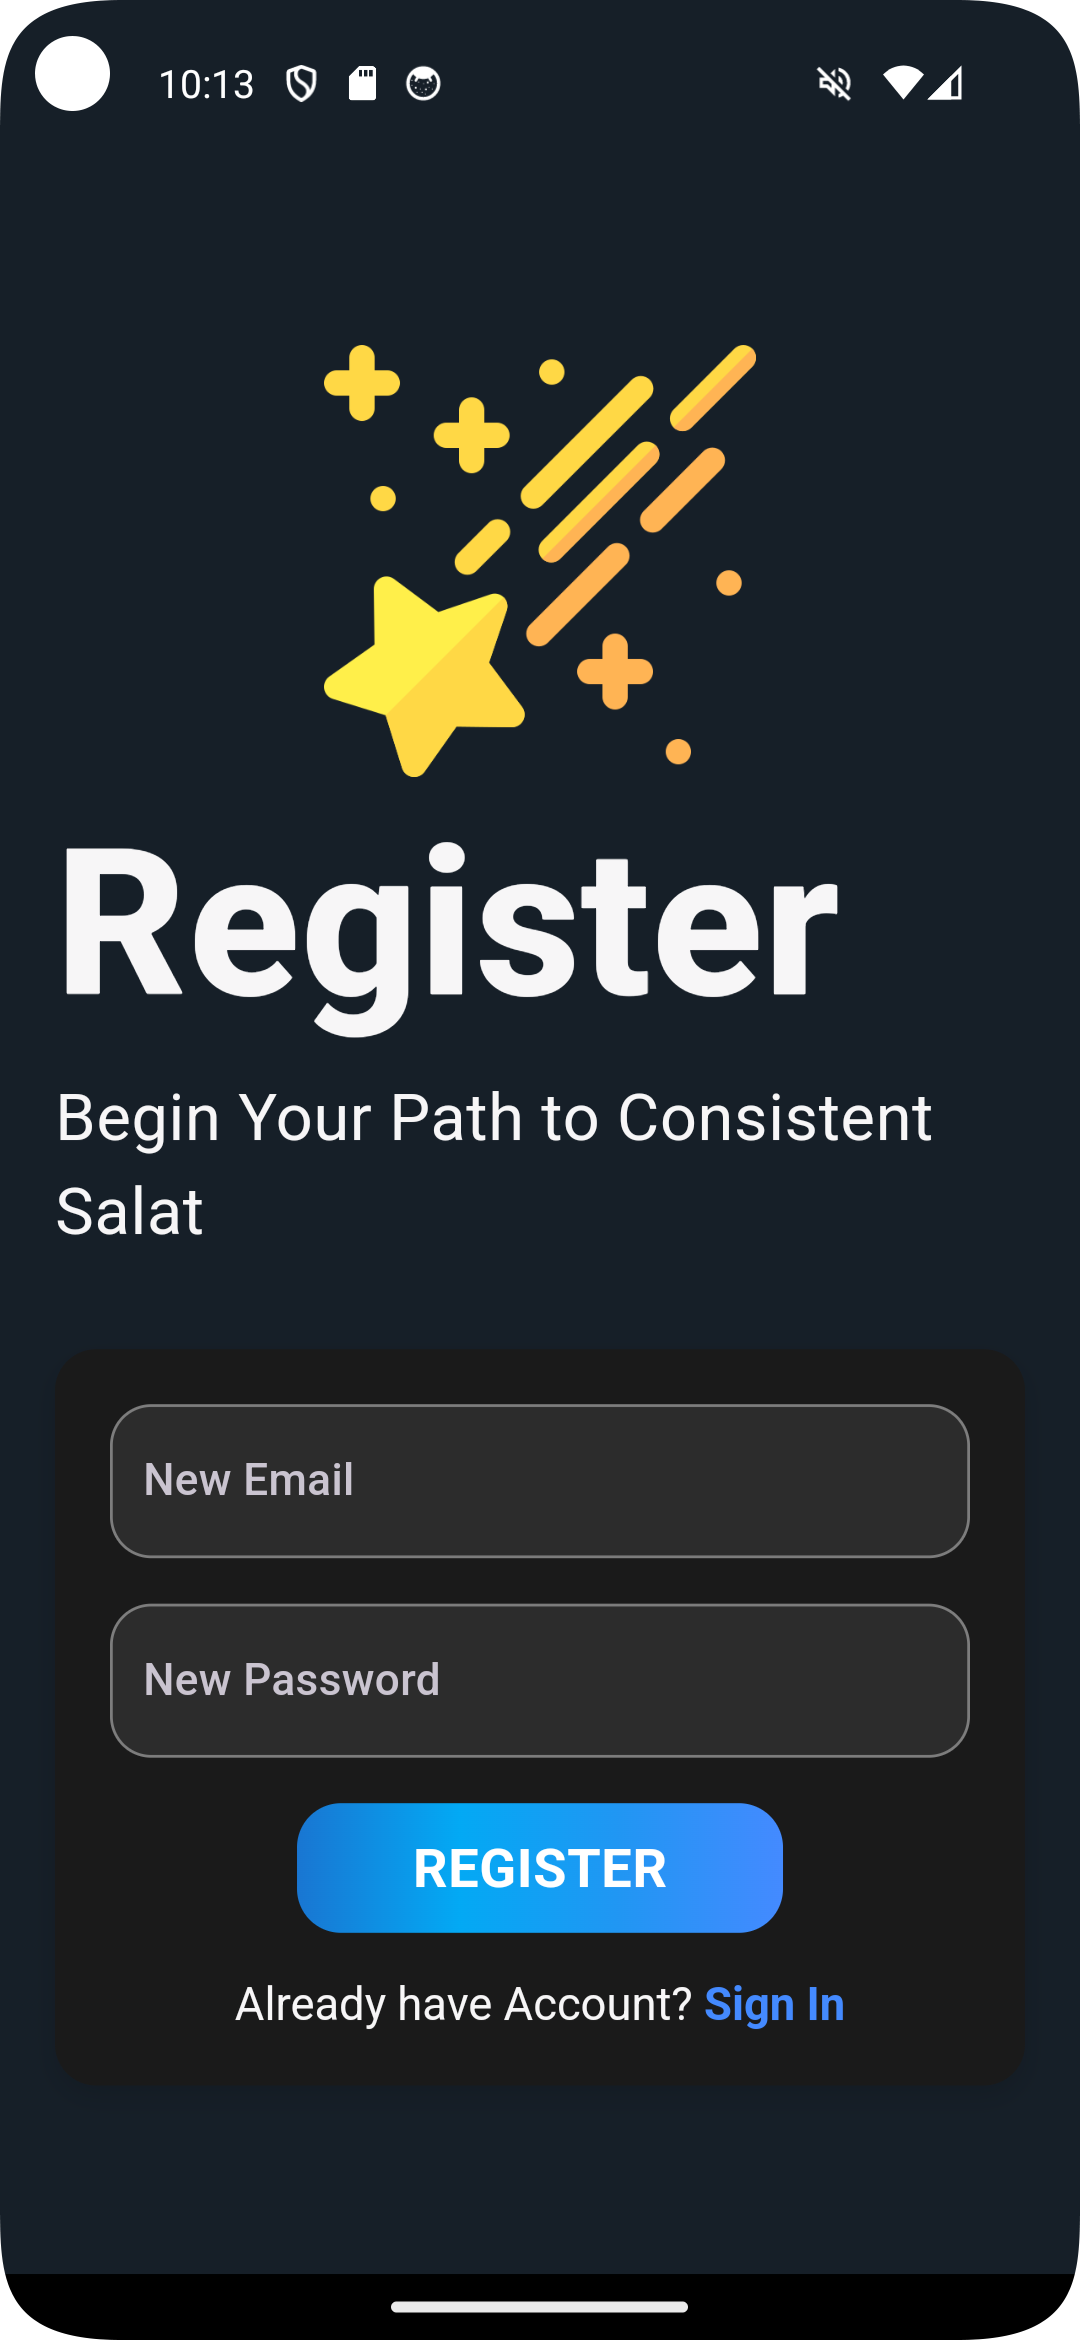 10:13
Register
Begin Your Path to Consistent
Salat
New Email
New Password
REGISTER
Already have Account? Sign In